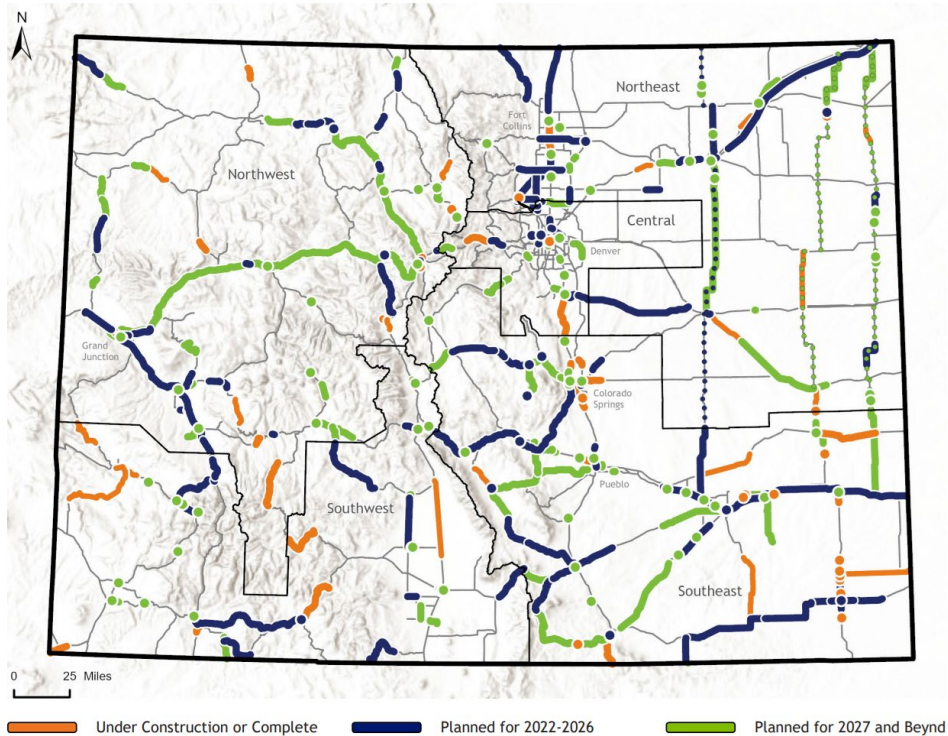 N
Northeast
Fort
Collins
Northwest
Central
Denver
Grand
Junction
Colorado
Springs
Pueblo
Southwest
Southeast
0 25 Miles
Under Construction or Complete
Planned for 2022-2026
Planned for 2027 and Beynd